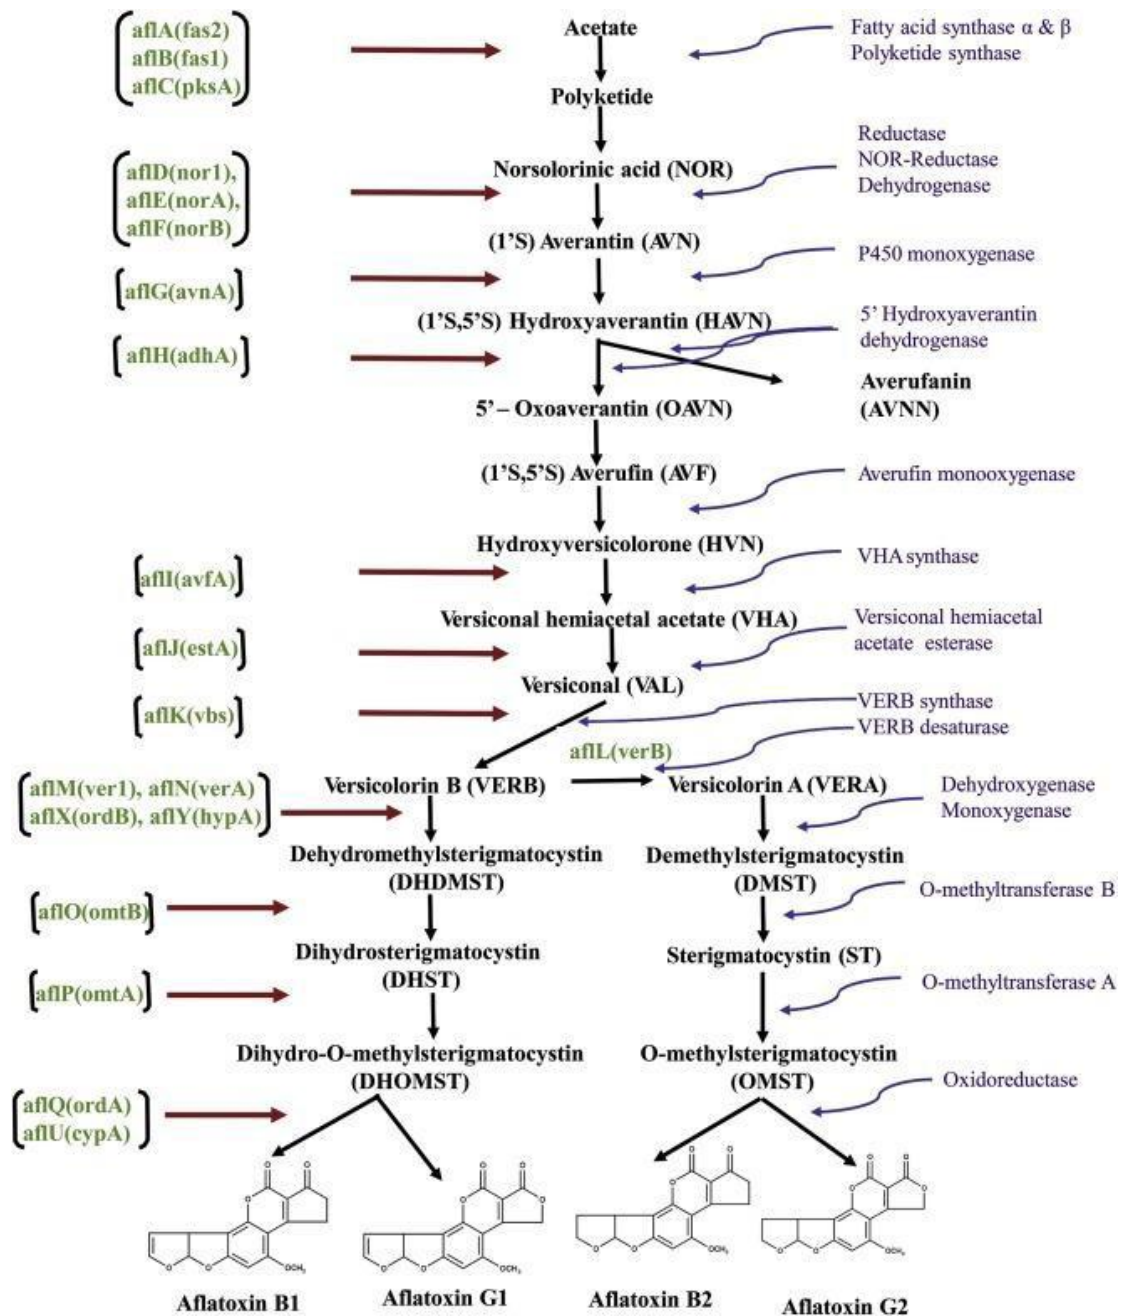 aflA(fas2)
aflB(fas1)
aflC(pksA)
Acetate
Fatty acid synthase α & β
Polyketide synthase
Polyketide
Reductase
NOR-Reductase
Dehydrogenase
aflD(nor1),
aflE(norA),
aflF(norB)
Norsolorinic acid (NOR)
(1'S) Averantin (AVN)
P450 monoxygenase
aflG(avnA)
(1'S,5'S) Hydroxyaverantin (HAVN)
5' Hydroxyaverantin
dehydrogenase
aflH(adhA)
Averufanin
(AVNN)
5' – Oxoaverantin (OAVN)
(1'S,5'S) Averufin (AVF)
Averufin monooxygenase
Hydroxyversicolorone (HVN)
VHA synthase
aflI(avfA)
Versiconal hemiacetal acetate (VHA)
Versiconal hemiacetal
acetate esterase
aflJ(estA)
Versiconal (VAL)
VERB synthase
VERB desaturase
aflK(vbs)
aflL(verB)
Versicolorin B (VERB)
Versicolorin A (VERA)
Dehydroxygenase
Monoxygenase
aflM(ver1), aflN(verA)
aflX(ordB), aflY(hypA)
Dehydromethylsterigmatocystin
(DHDMST)
Demethylsterigmatocystin
(DMST)
O-methyltransferase B
aflO(omtB)
Dihydrosterigmatocystin
(DHST)
Sterigmatocystin (ST)
O-methyltransferase A
aflP(omtA)
Dihydro-O-methylsterigmatocystin
(DHOMST)
O-methylsterigmatocystin
(OMST)
Oxidoreductase
aflQ(ordA)
aflU(cypA)
O O
O
O O
OCH₃
O O
O O
O O
OCH₃
O O
O
O O
OCH₃
O O
O O
O O
OCH₃
Aflatoxin B1
Aflatoxin G1
Aflatoxin B2
Aflatoxin G2